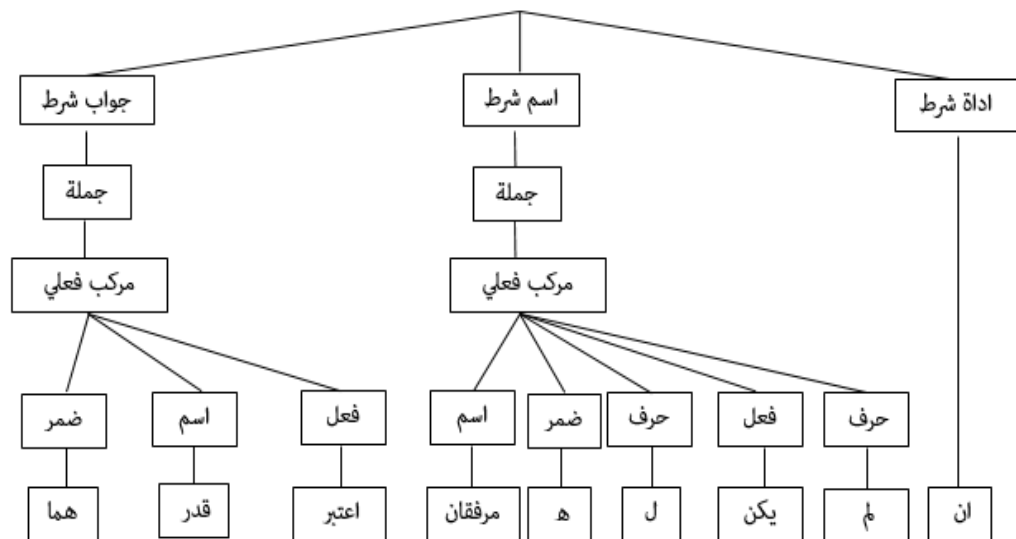 اداة شرط
اسم شرط
جواب شرط
جملة
جملة
مركب فعلي
مركب فعلي
حرف
فعل
حرف
ضمر
اسم
فعل
اسم
ضمر
ان
لم
يكن
ل
ه
مرفقان
اعتبر
قدر
هما